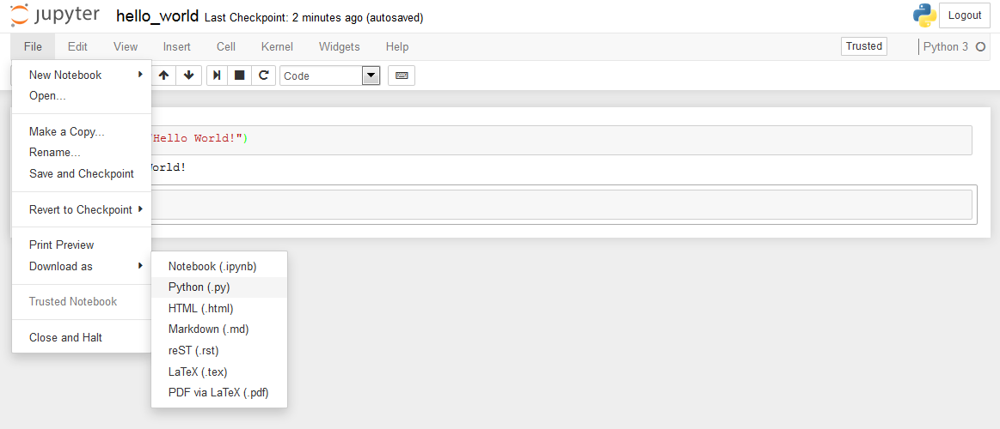 jupyter hello_world Last Checkpoint: 2 minutes ago (autosaved) Logout
File Edit View Insert Cell Kernel Widgets Help Trusted Python 3
New Notebook Code
Open...
Make a Copy...
Hello World!")
Rename...
Save and Checkpoint World!
Revert to Checkpoint
Print Preview
Download as Notebook (.ipynb)
Python (.py)
Trusted Notebook HTML (.html)
Markdown (.md)
Close and Halt reST (.rst)
LaTeX (.tex)
PDF via LaTeX (.pdf)